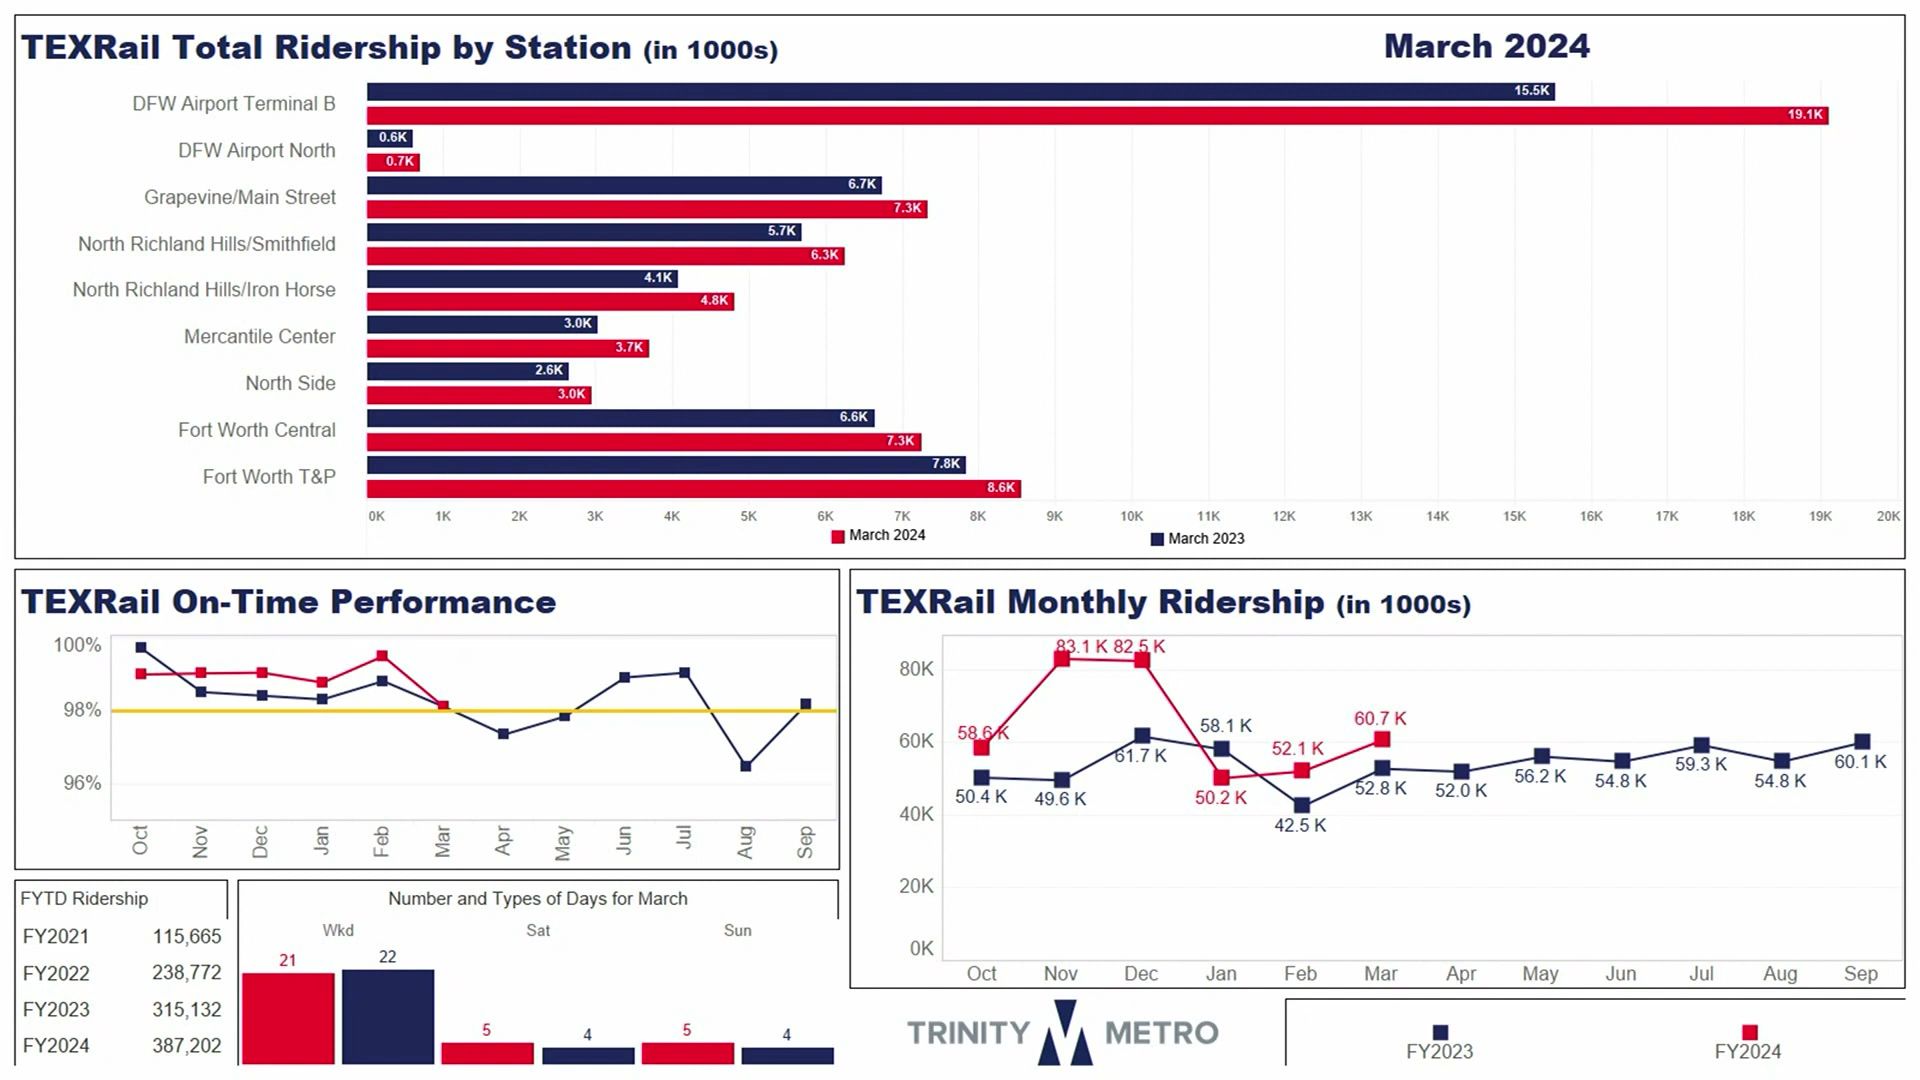 TEXRail Total Ridership by Station (in 1000s)
March 2024
DFW Airport Terminal B
15.5K
19.1K
DFW Airport North
0.6K
0.7K
Grapevine/Main Street
6.7K
7.3K
North Richland Hills/Smithfield
5.7K
6.3K
North Richland Hills/Iron Horse
4.1K
4.8K
Mercantile Center
3.0K
3.7K
North Side
2.6K
3.0K
Fort Worth Central
6.6K
7.3K
Fort Worth T&P
7.8K
8.6K
0K 1K 2K 3K 4K 5K 6K 7K 8K 9K 10K 11K 12K 13K 14K 15K 16K 17K 18K 19K 20K
March 2024 March 2023
TEXRail On-Time Performance
100%
98%
96%
Oct Nov Dec Jan Feb Mar Apr May Jun Jul Aug Sep
TEXRail Monthly Ridership (in 1000s)
80K
60K
40K
20K
0K
58.6 K 83.1 K 82.5 K 50.2 K 52.1 K 60.7 K
50.4 K 49.6 K 61.7 K 58.1 K 42.5 K 52.8 K 52.0 K 56.2 K 54.8 K 59.3 K 54.8 K 60.1 K
Oct Nov Dec Jan Feb Mar Apr May Jun Jul Aug Sep
FYTD Ridership
FY2021 115,665
FY2022 238,772
FY2023 315,132
FY2024 387,202
Number and Types of Days for March
Wkd Sat Sun
21 22 5 4 5 4
TRINITY METRO
FY2023 FY2024